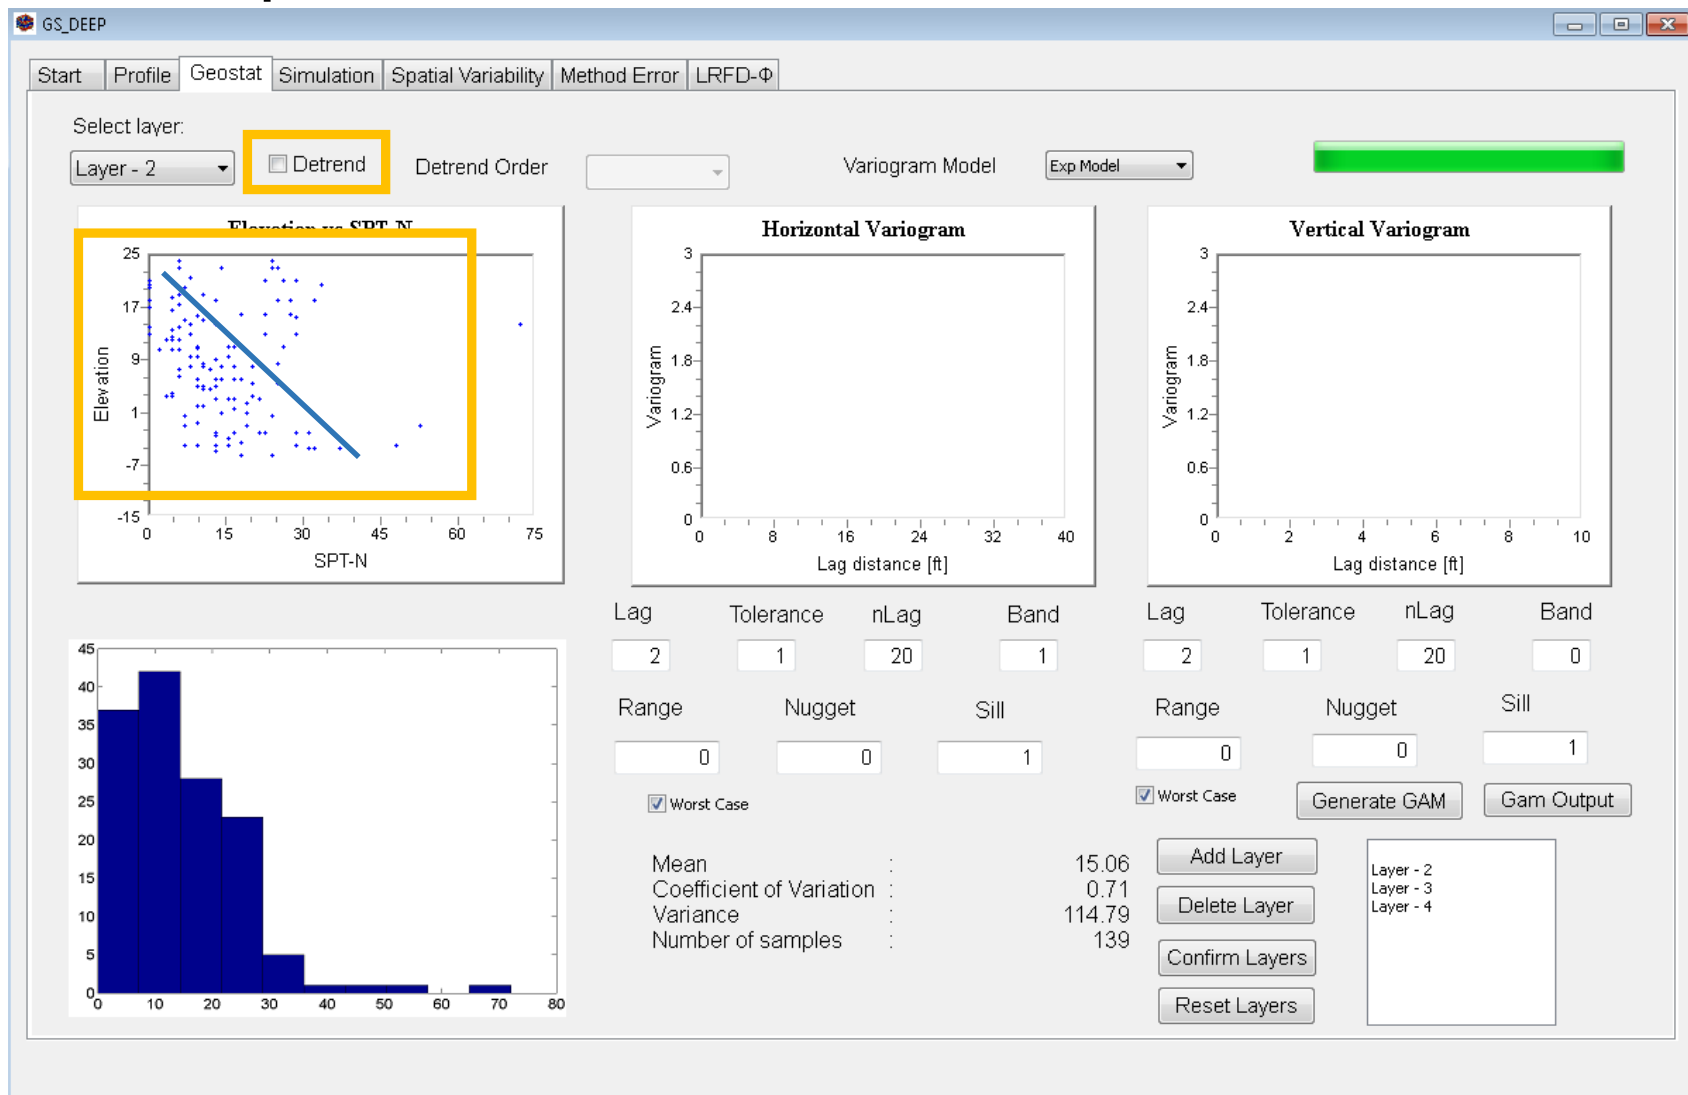 GS_DEEP
Start Profile Geostat Simulation Spatial Variability Method Error LRFD-Φ
Select layer:
Layer - 2 Detrend Detrend Order Variogram Model Exp Model
Elevation vs SPT-N
25
17
9
1
-7
-15
Elevation
0 15 30 45 60 75
SPT-N
Horizontal Variogram
3
2.4
1.8
1.2
0.6
0
Variogram
0 8 16 24 32 40
Lag distance [ft]
Vertical Variogram
3
2.4
1.8
1.2
0.6
0
Variogram
0 2 4 6 8 10
Lag distance [ft]
45
40
35
30
25
20
15
10
5
0
0 10 20 30 40 50 60 70 80
Lag Tolerance nLag Band
2 1 20 1
Range Nugget Sill
0 0 1
Worst Case
Lag Tolerance nLag Band
2 1 20 0
Range Nugget Sill
0 0 1
Worst Case Generate GAM Gam Output
Mean : 15.06
Coefficient of Variation : 0.71
Variance : 114.79
Number of samples : 139
Add Layer
Delete Layer
Confirm Layers
Reset Layers
Layer - 2
Layer - 3
Layer - 4